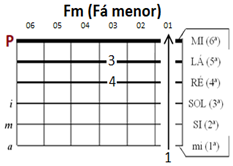 Fm (Fá menor)
06 05 04 03 02 01
P MI (6ª)
3 LÁ (5ª)
4 RÉ (4ª)
i SOL (3ª)
m SI (2ª)
a mi (1ª)
1